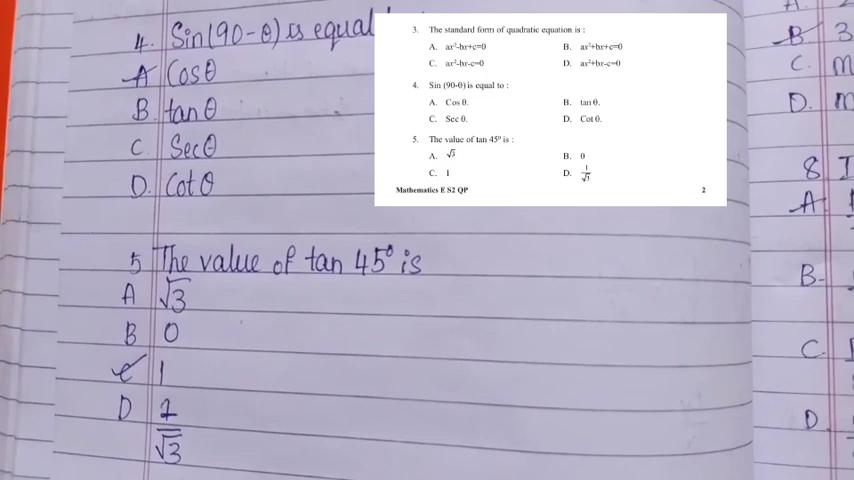 4. Sin(90-θ) is equal
A Cosθ
B. tanθ
C. Secθ
D. Cotθ
5 The value of tan 45° is
A √3
B 0
C 1
D 1/√3
3. The standard form of quadratic equation is :
A. ax²-bx+c=0 B. ax²+bx+c=0
C. ax²-bx-c=0 D. ax²+bx-c=0
4. Sin (90-θ) is equal to :
A. Cos θ. B. tan θ.
C. Sec θ. D. Cot θ.
5. The value of tan 45⁰ is :
A. √3 B. 0
C. 1 D. 1/√3
Mathematics E S2 QP 2
B 3
C. m
D. m
8 I
A.
B.
C.
D